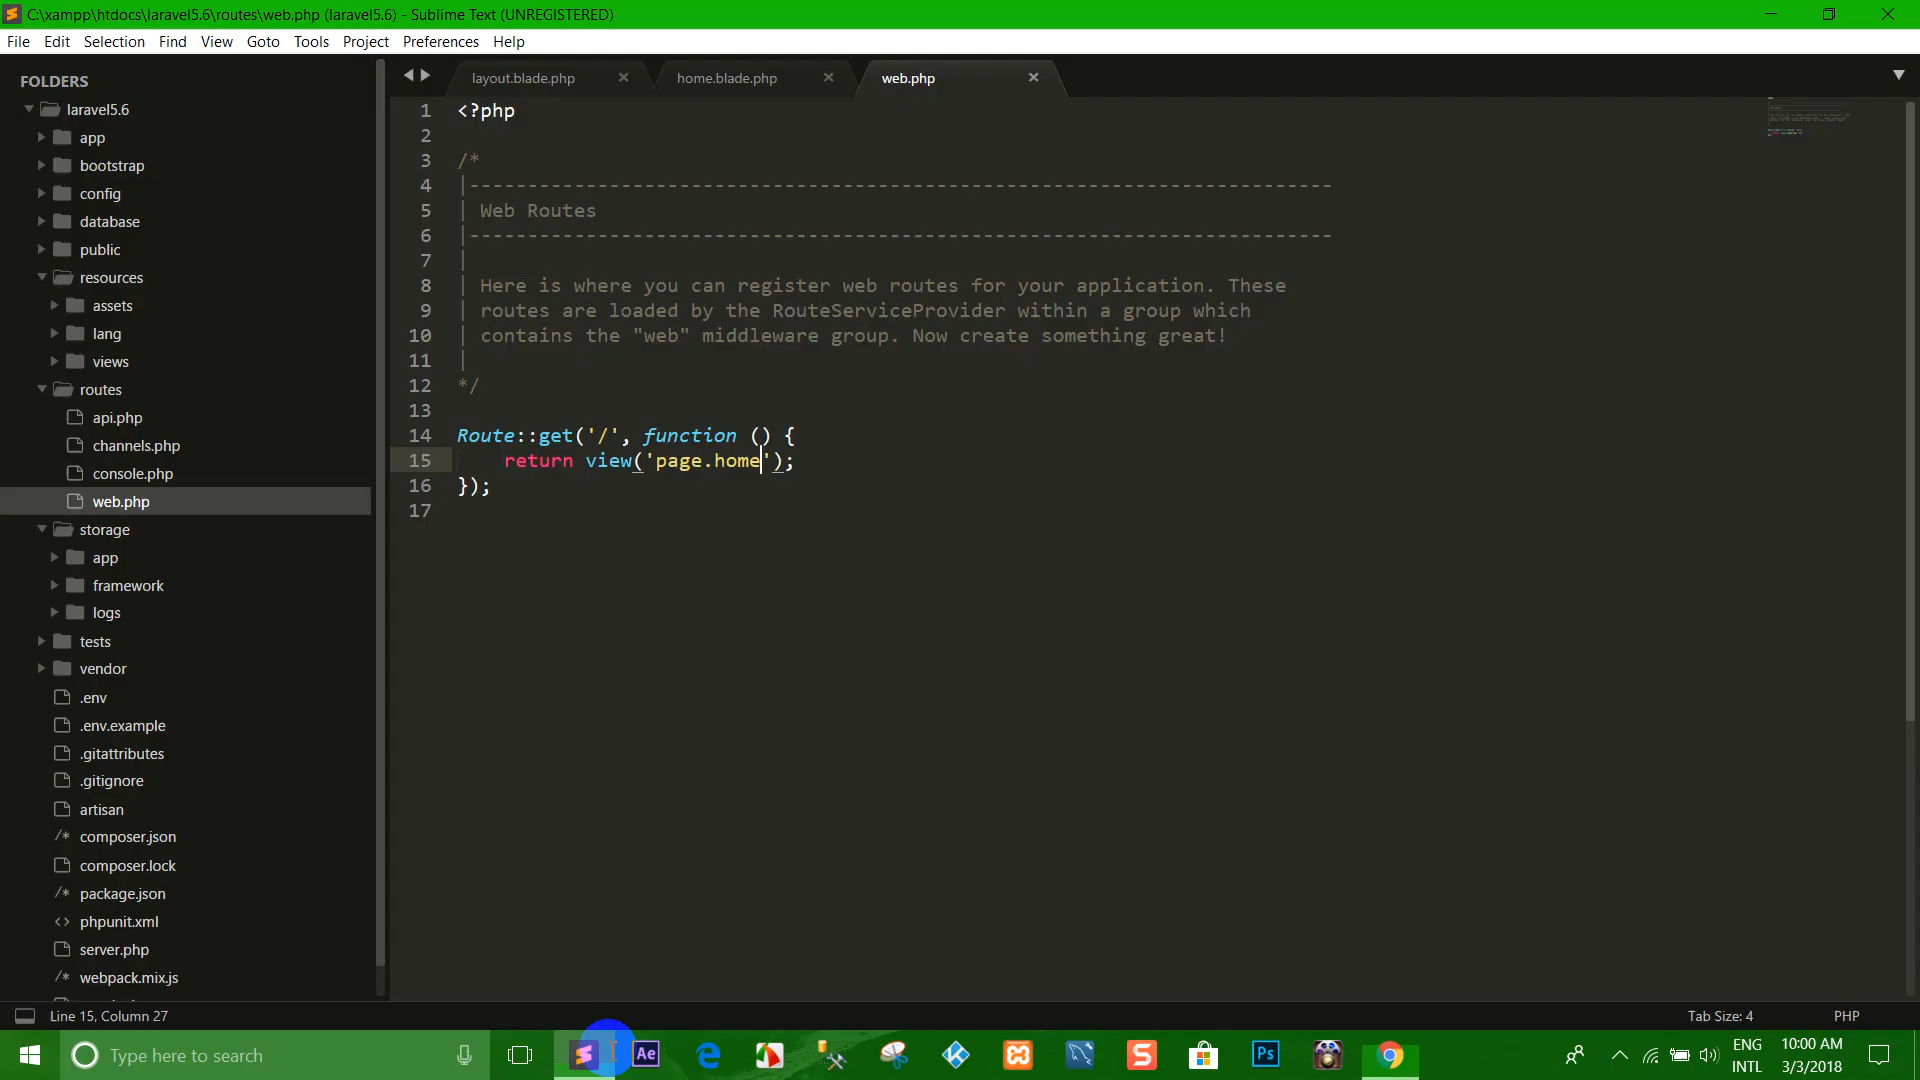 C:\xampp\htdocs\laravel5.6\routes\web.php (laravel5.6) - Sublime Text (UNREGISTERED)
File Edit Selection Find View Goto Tools Project Preferences Help
FOLDERS
laravel5.6
app
bootstrap
config
database
public
resources
assets
lang
views
routes
api.php
channels.php
console.php
web.php
storage
app
framework
logs
tests
vendor
.env
.env.example
.gitattributes
.gitignore
artisan
composer.json
composer.lock
package.json
phpunit.xml
server.php
webpack.mix.js
layout.blade.php home.blade.php web.php
1 <?php
2
3 /*
4 |--------------------------------------------------------------------------
5 | Web Routes
6 |--------------------------------------------------------------------------
7 |
8 | Here is where you can register web routes for your application. These
9 | routes are loaded by the RouteServiceProvider within a group which
10 | contains the "web" middleware group. Now create something great!
11 |
12 */
13
14 Route::get('/', function () {
15 return view('page.home');
16 });
17
Line 15, Column 27 Tab Size: 4 PHP
Type here to search
Ae
Ps
ENG
INTL
10:00 AM
3/3/2018